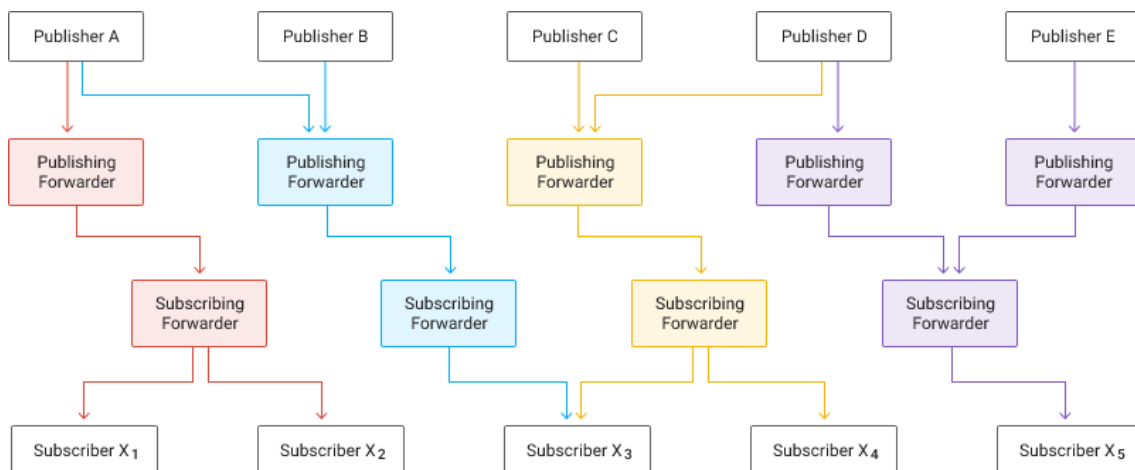 Publisher A
Publisher B
Publisher C
Publisher D
Publisher E
Publishing
Forwarder
Publishing
Forwarder
Publishing
Forwarder
Publishing
Forwarder
Publishing
Forwarder
Subscribing
Forwarder
Subscribing
Forwarder
Subscribing
Forwarder
Subscribing
Forwarder
Subscriber X₁
Subscriber X₂
Subscriber X₃
Subscriber X₄
Subscriber X₅